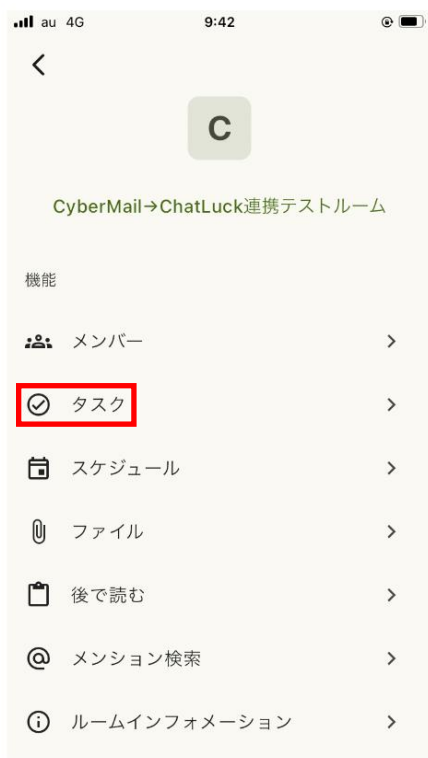 au 4G 9:42
C
CyberMail→ChatLuck連携テストルーム
機能
メンバー
タスク
スケジュール
ファイル
後で読む
メンション検索
ルームインフォメーション